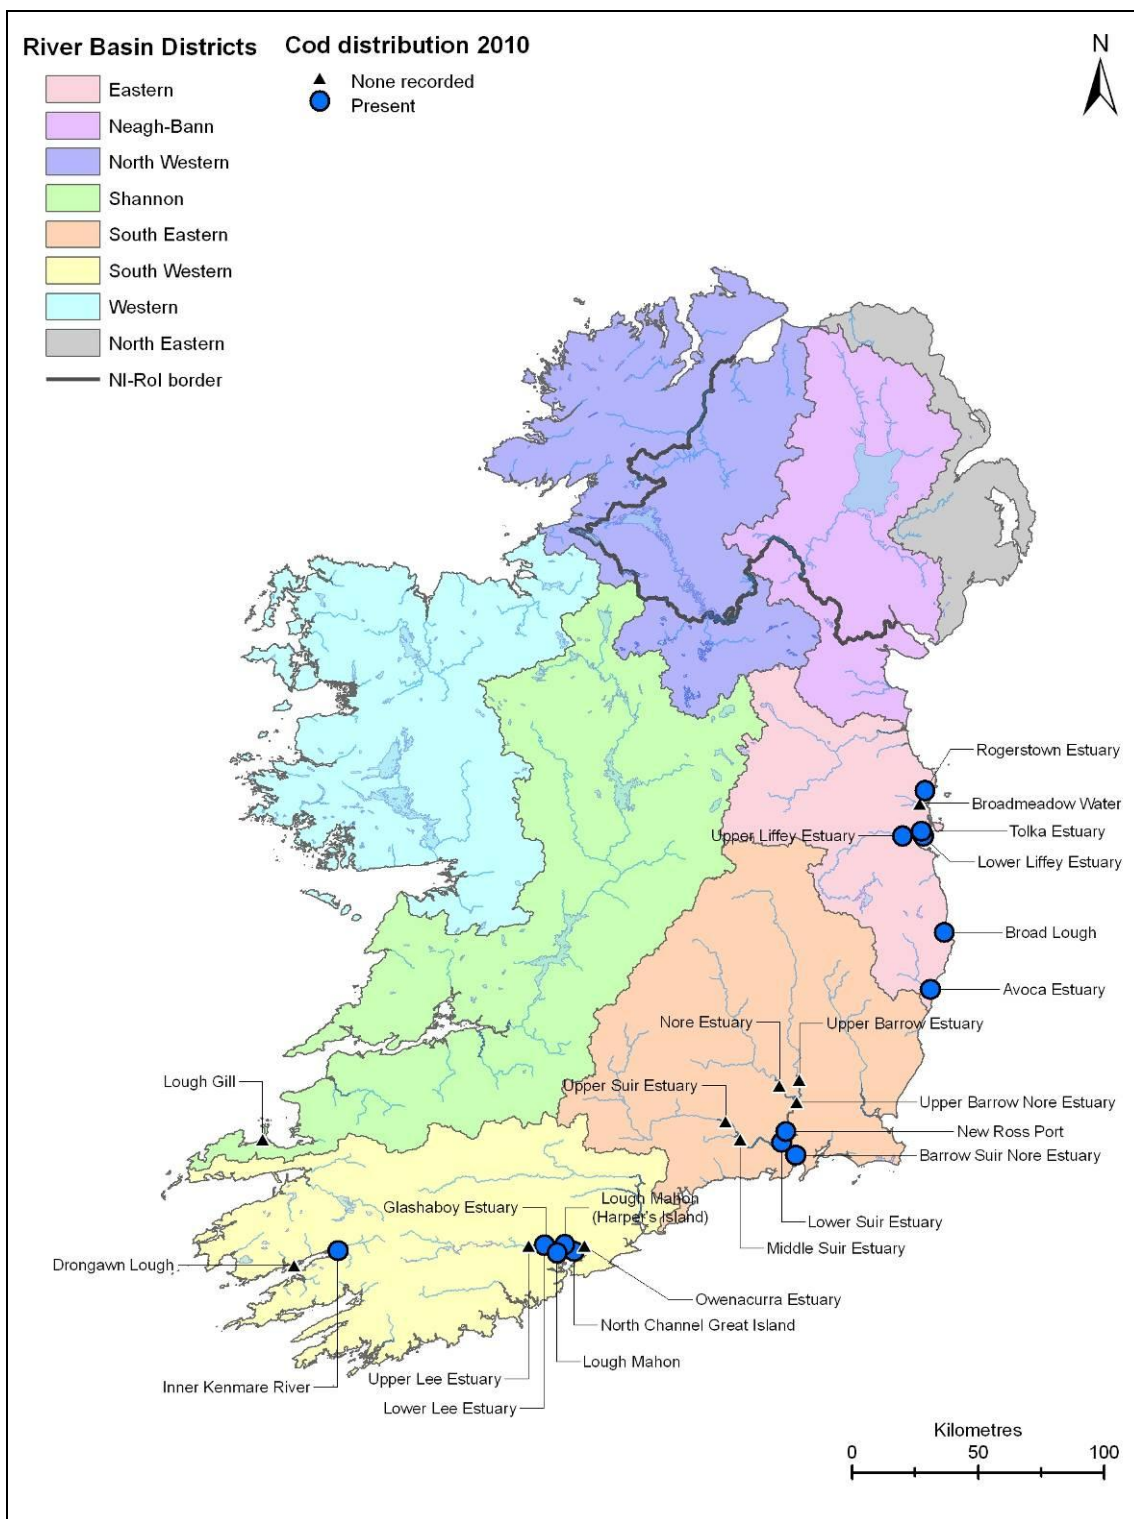 River Basin Districts
Eastern
Neagh-Bann
North Western
Shannon
South Eastern
South Western
Western
North Eastern
NI-RoI border
Cod distribution 2010
None recorded
Present
N
Rogerstown Estuary
Broadmeadow Water
Upper Liffey Estuary
Tolka Estuary
Lower Liffey Estuary
Broad Lough
Avoca Estuary
Nore Estuary
Upper Barrow Estuary
Lough Gill
Upper Suir Estuary
Upper Barrow Nore Estuary
New Ross Port
Barrow Suir Nore Estuary
Glashaboy Estuary
Lough Mahon
(Harper's Island)
Lower Suir Estuary
Middle Suir Estuary
Drongawn Lough
Owenacurra Estuary
North Channel Great Island
Lough Mahon
Inner Kenmare River
Upper Lee Estuary
Lower Lee Estuary
Kilometres
0 50 100